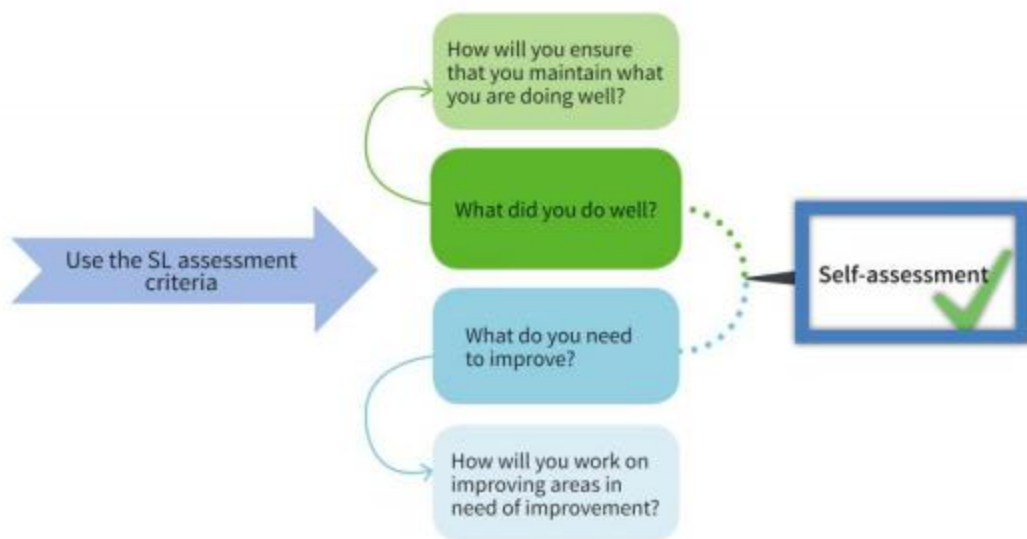 How will you ensure
that you maintain what
you are doing well?
What did you do well?
Use the SL assessment
criteria
Self-assessment
What do you need
to improve?
How will you work on
improving areas in
need of improvement?